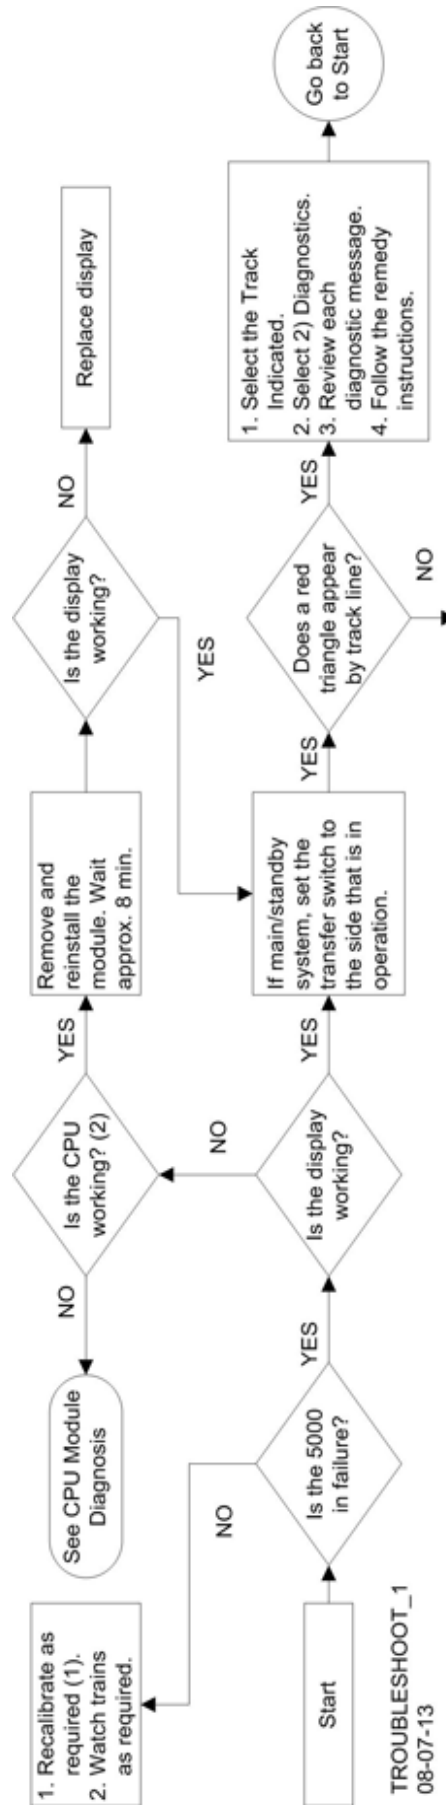 Start
Is the 5000
in failure?
NO
1. Recalibrate as
required (1).
2. Watch trains
as required.
YES
Is the display
working?
NO
Is the CPU
working? (2)
NO
See CPU Module
Diagnosis
YES
Remove and
reinstall the
module. Wait
approx. 8 min.
Is the display
working?
NO
Replace display
YES
YES
If main/standby
system, set the
transfer switch to
the side that is in
operation.
YES
Does a red
triangle appear
by track line?
YES
1. Select the Track
Indicated.
2. Select 2) Diagnostics.
3. Review each
diagnostic message.
4. Follow the remedy
instructions.
Go back
to Start
NO
TROUBLESHOOT_1
08-07-13